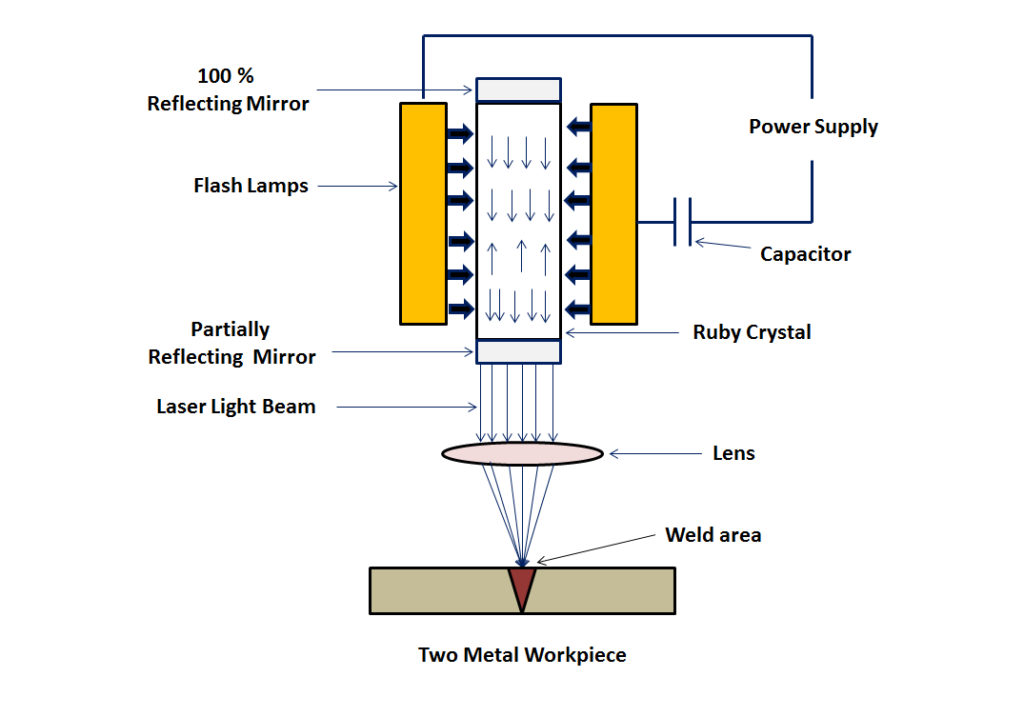 100 %
Reflecting Mirror
Power Supply
Flash Lamps
Capacitor
Partially
Reflecting Mirror
Ruby Crystal
Laser Light Beam
Lens
Weld area
Two Metal Workpiece